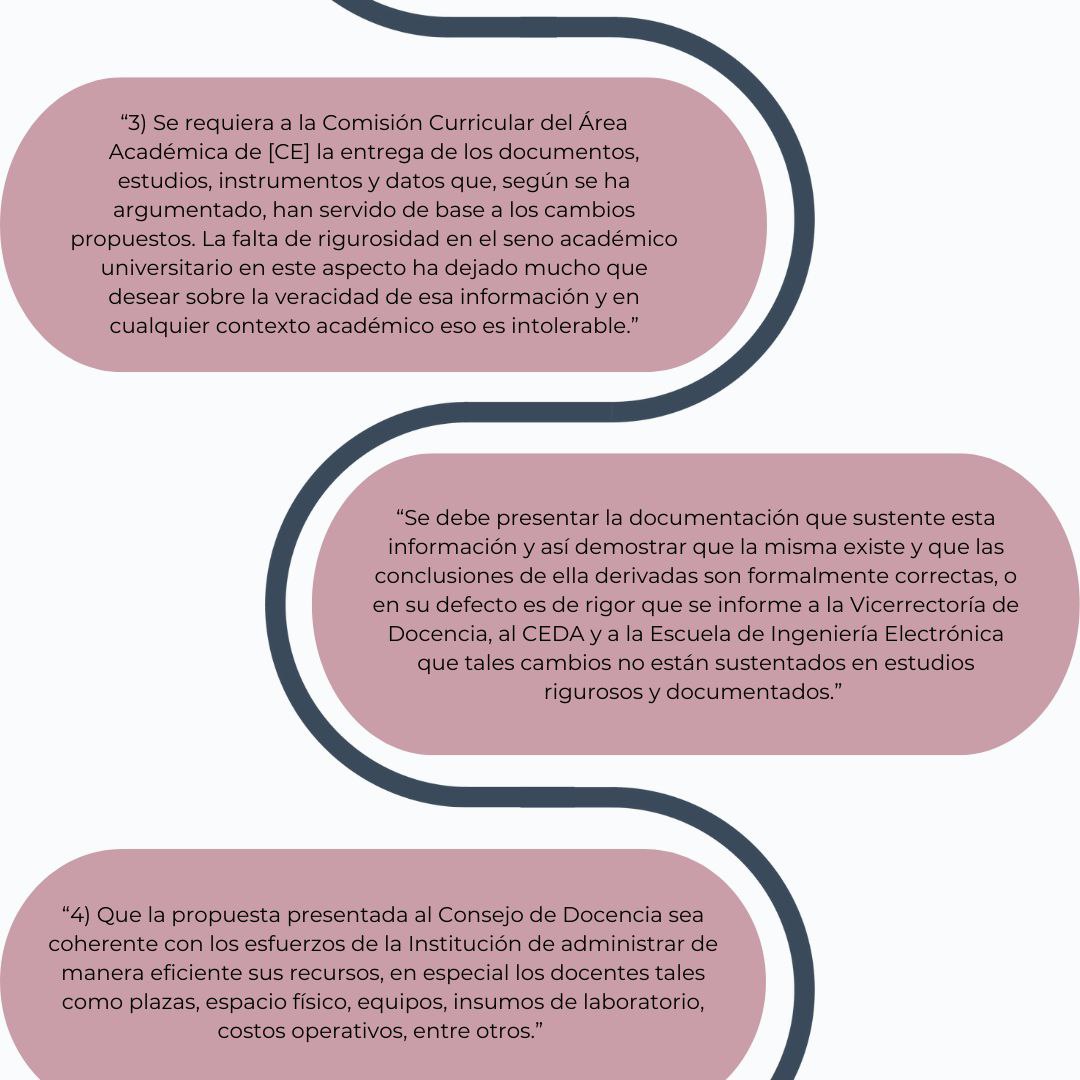 “3) Se requiera a la Comisión Curricular del Área
Académica de [CE] la entrega de los documentos,
estudios, instrumentos y datos que, según se ha
argumentado, han servido de base a los cambios
propuestos. La falta de rigurosidad en el seno académico
universitario en este aspecto ha dejado mucho que
desear sobre la veracidad de esa información y en
cualquier contexto académico eso es intolerable.”
“Se debe presentar la documentación que sustente esta
información y así demostrar que la misma existe y que las
conclusiones de ella derivadas son formalmente correctas, o
en su defecto es de rigor que se informe a la Vicerrectoría de
Docencia, al CEDA y a la Escuela de Ingeniería Electrónica
que tales cambios no están sustentados en estudios
rigurosos y documentados.”
“4) Que la propuesta presentada al Consejo de Docencia sea
coherente con los esfuerzos de la Institución de administrar de
manera eficiente sus recursos, en especial los docentes tales
como plazas, espacio físico, equipos, insumos de laboratorio,
costos operativos, entre otros.”